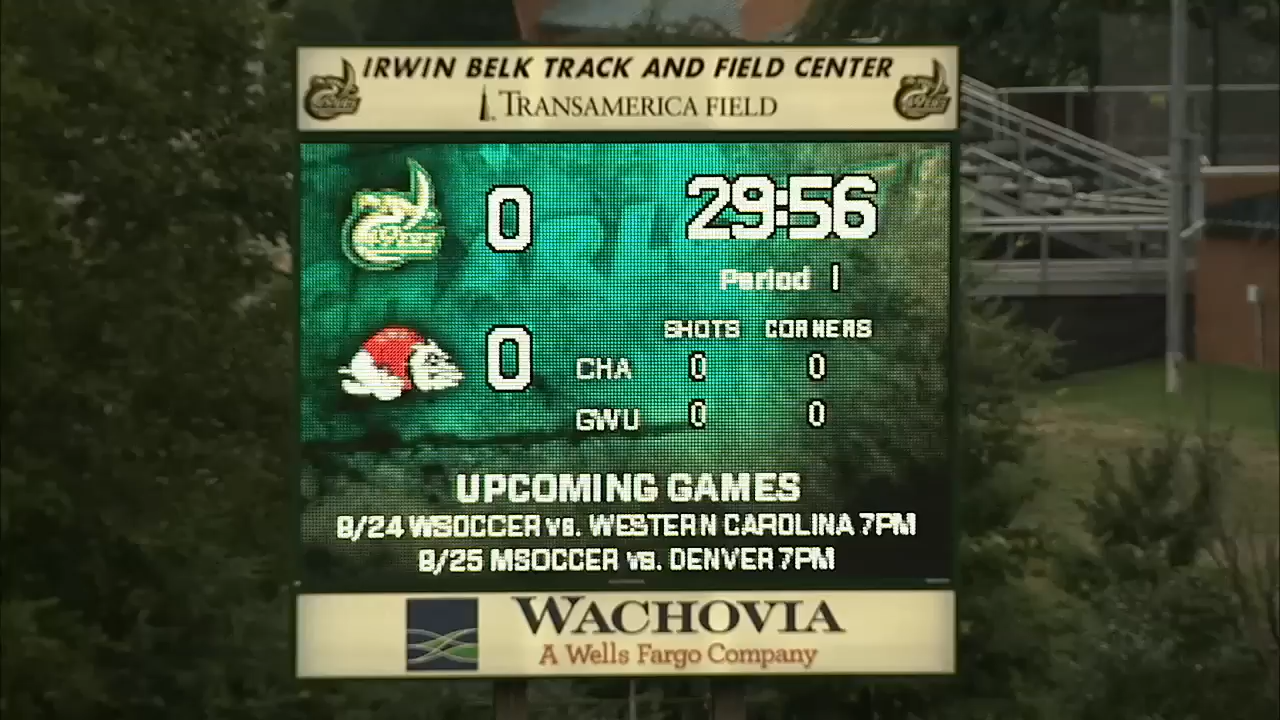 IRWIN BELK TRACK AND FIELD CENTER
TRANSAMERICA FIELD
49ERS
0
29:56
Period 1
0
SHOTS CORNERS
CHA 0 0
GWU 0 0
UPCOMING GAMES
8/24 WSOCCER vs. WESTERN CAROLINA 7PM
8/25 MSOCCER vs. DENVER 7PM
WACHOVIA
A Wells Fargo Company